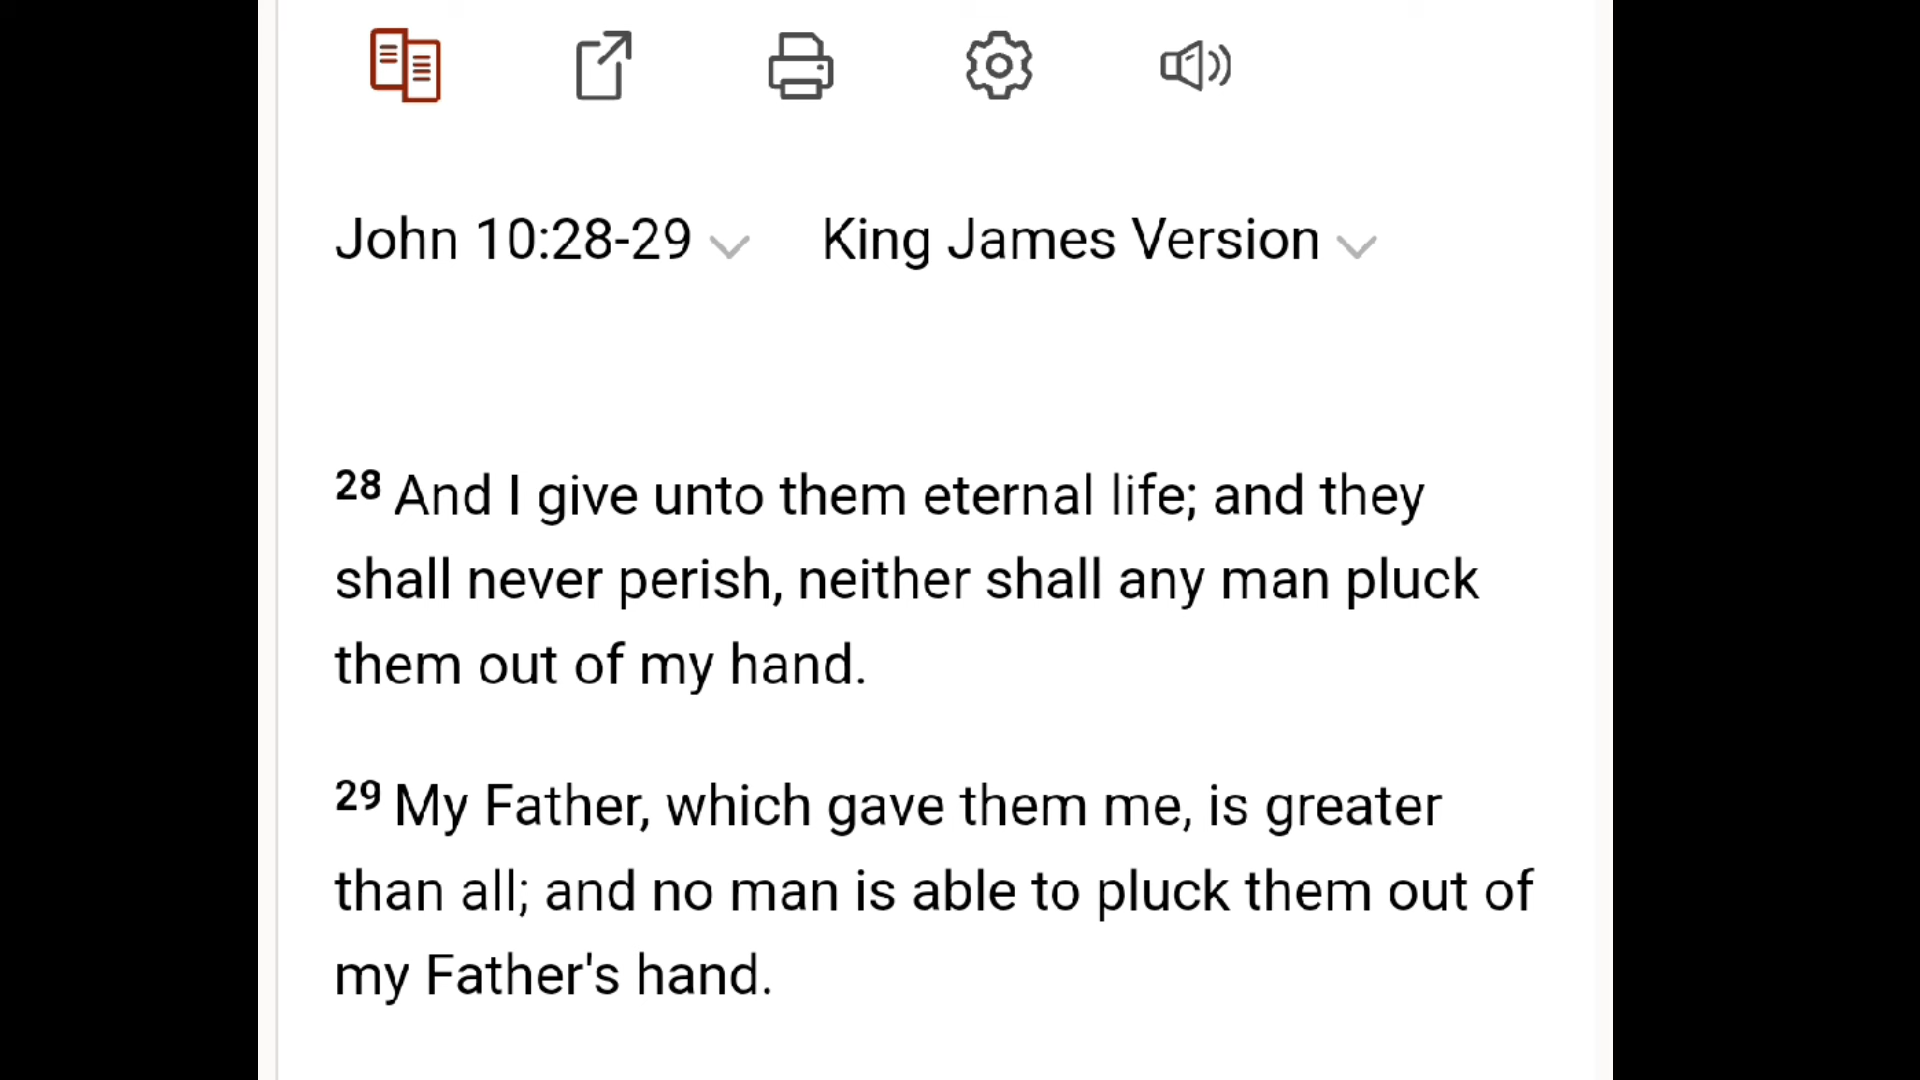 John 10:28-29 King James Version
28 And I give unto them eternal life; and they
shall never perish, neither shall any man pluck
them out of my hand.
29 My Father, which gave them me, is greater
than all; and no man is able to pluck them out of
my Father's hand.